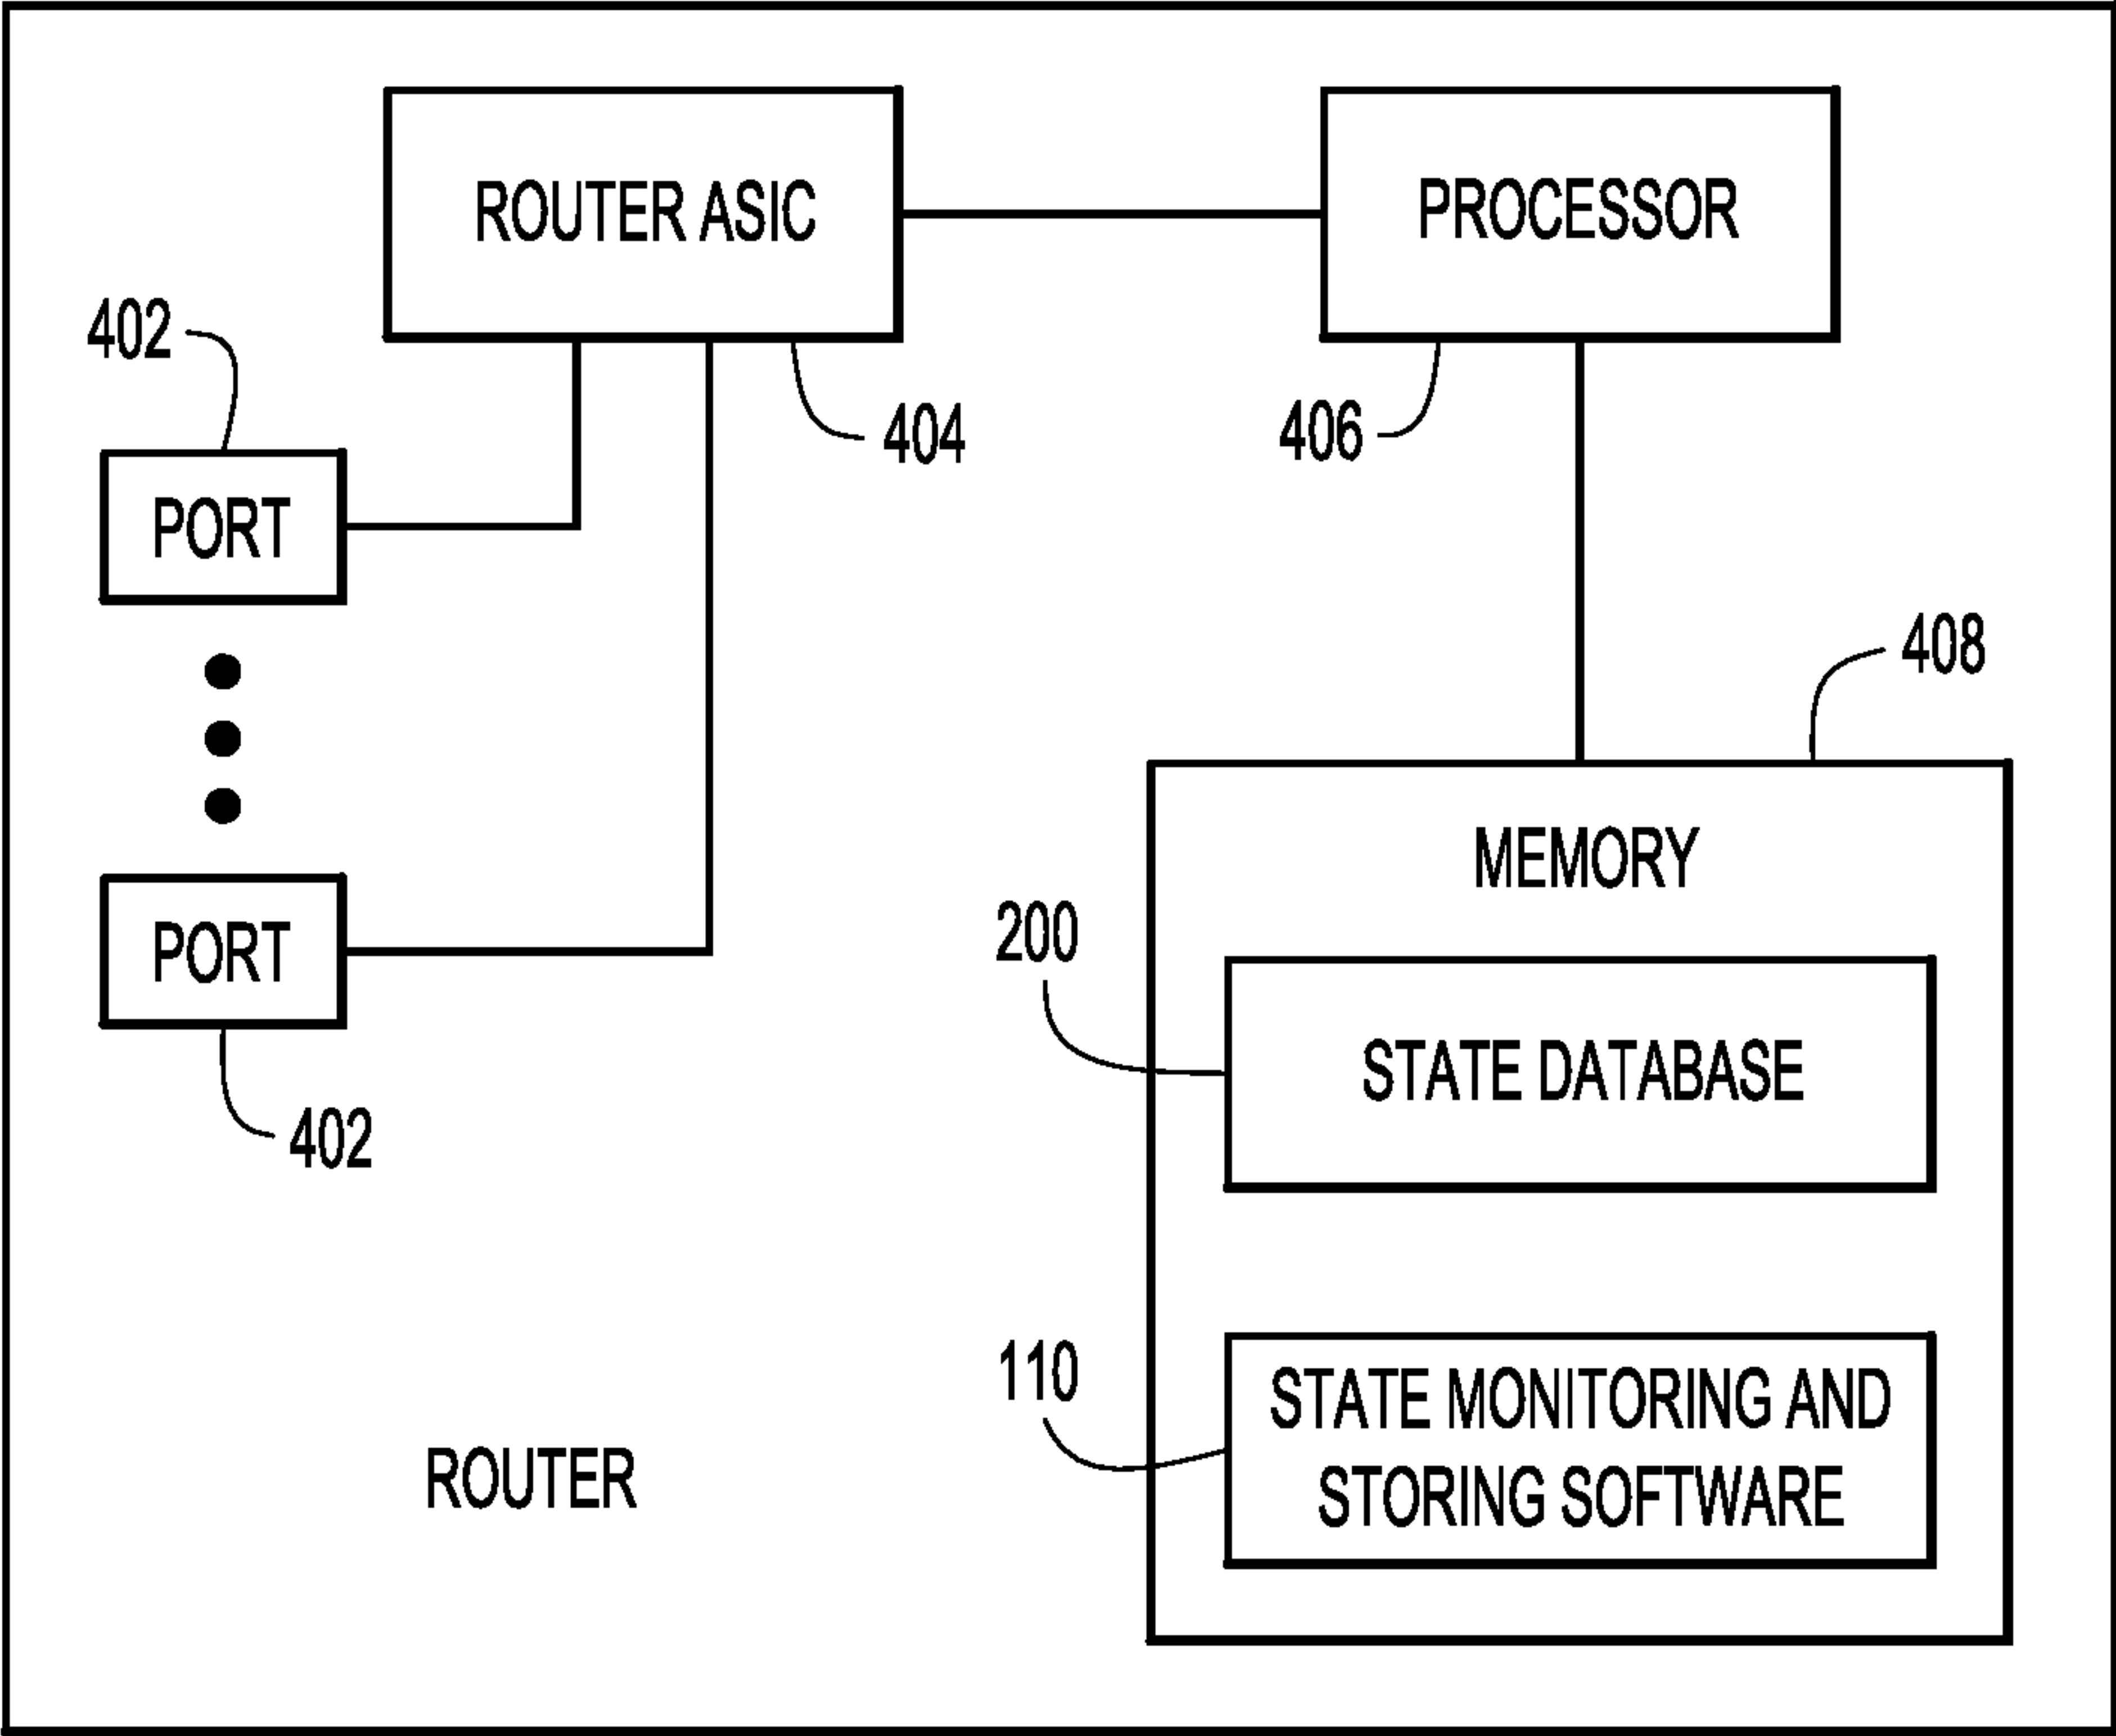 ROUTER ASIC
PROCESSOR
402
404
406
PORT
408
MEMORY
PORT
200
STATE DATABASE
402
110
STATE MONITORING AND
STORING SOFTWARE
ROUTER